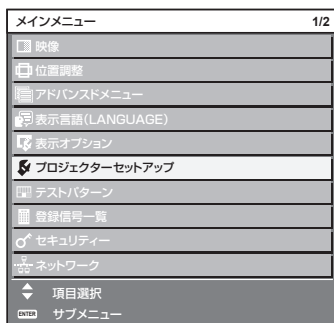 メインメニュー 1/2
映像
位置調整
アドバンスドメニュー
表示言語(LANGUAGE)
表示オプション
プロジェクターセットアップ
テストパターン
登録信号一覧
セキュリティー
ネットワーク
項目選択
ENTER サブメニュー